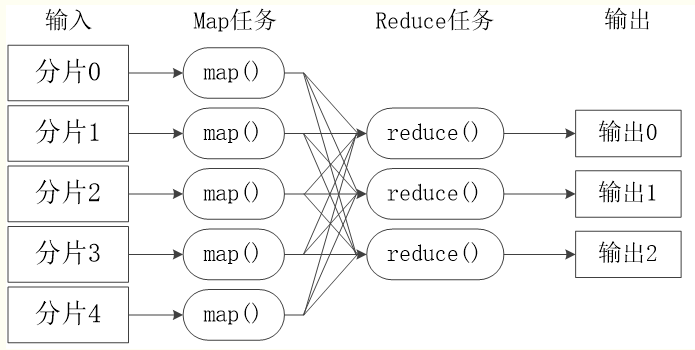 输入 Map任务 Reduce任务 输出
分片0 map()
分片1 map() reduce() 输出0
分片2 map() reduce() 输出1
分片3 map() reduce() 输出2
分片4 map()